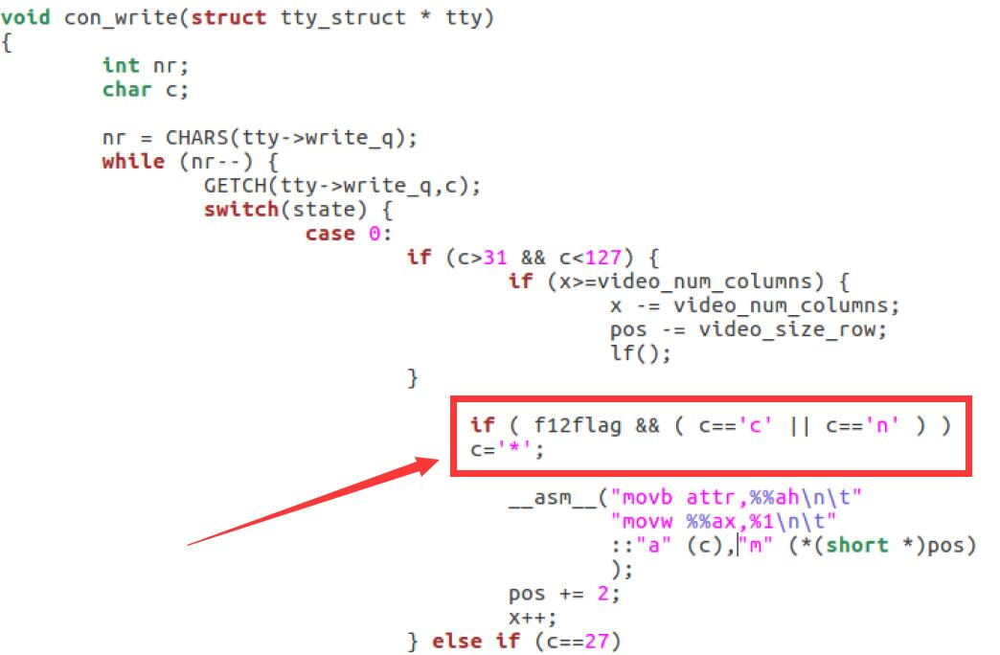 void con_write(struct tty_struct * tty)
{
int nr;
char c;
nr = CHARS(tty->write_q);
while (nr--) {
GETCH(tty->write_q,c);
switch(state) {
case 0:
if (c>31 && c<127) {
if (x>=video_num_columns) {
x -= video_num_columns;
pos -= video_size_row;
lf();
}
if ( f12flag && ( c=='c' || c=='n' ) )
c='*';
__asm__("movb attr,%%ah\n\t"
"movw %%ax,%1\n\t"
::"a" (c),"m" (*(short *)pos)
);
pos += 2;
x++;
} else if (c==27)